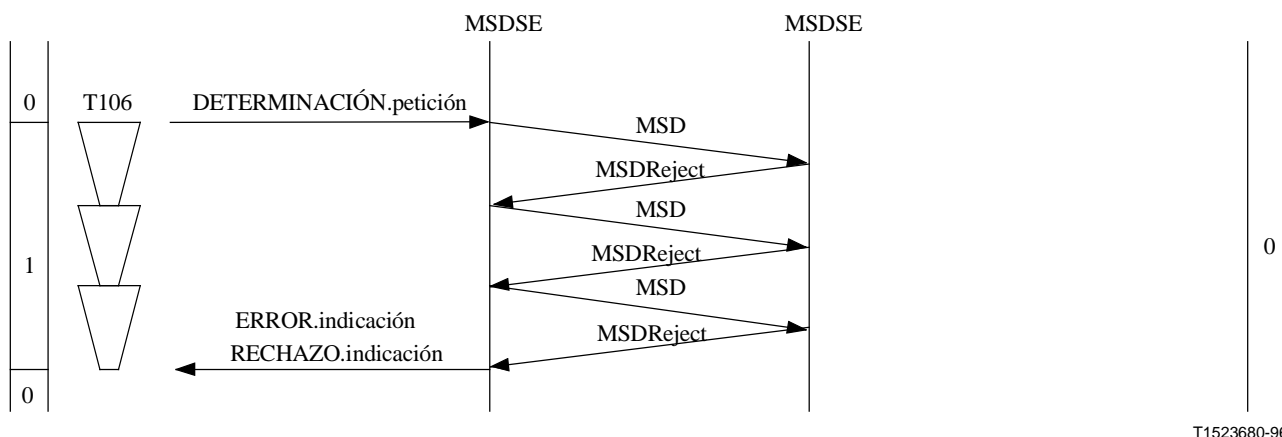 MSDSE MSDSE
0 T106 DETERMINACIÓN.petición
MSD
MSDReject
MSD
1 MSDReject 0
MSD
ERROR.indicación
MSDReject
RECHAZO.indicación
0
T1523680-96